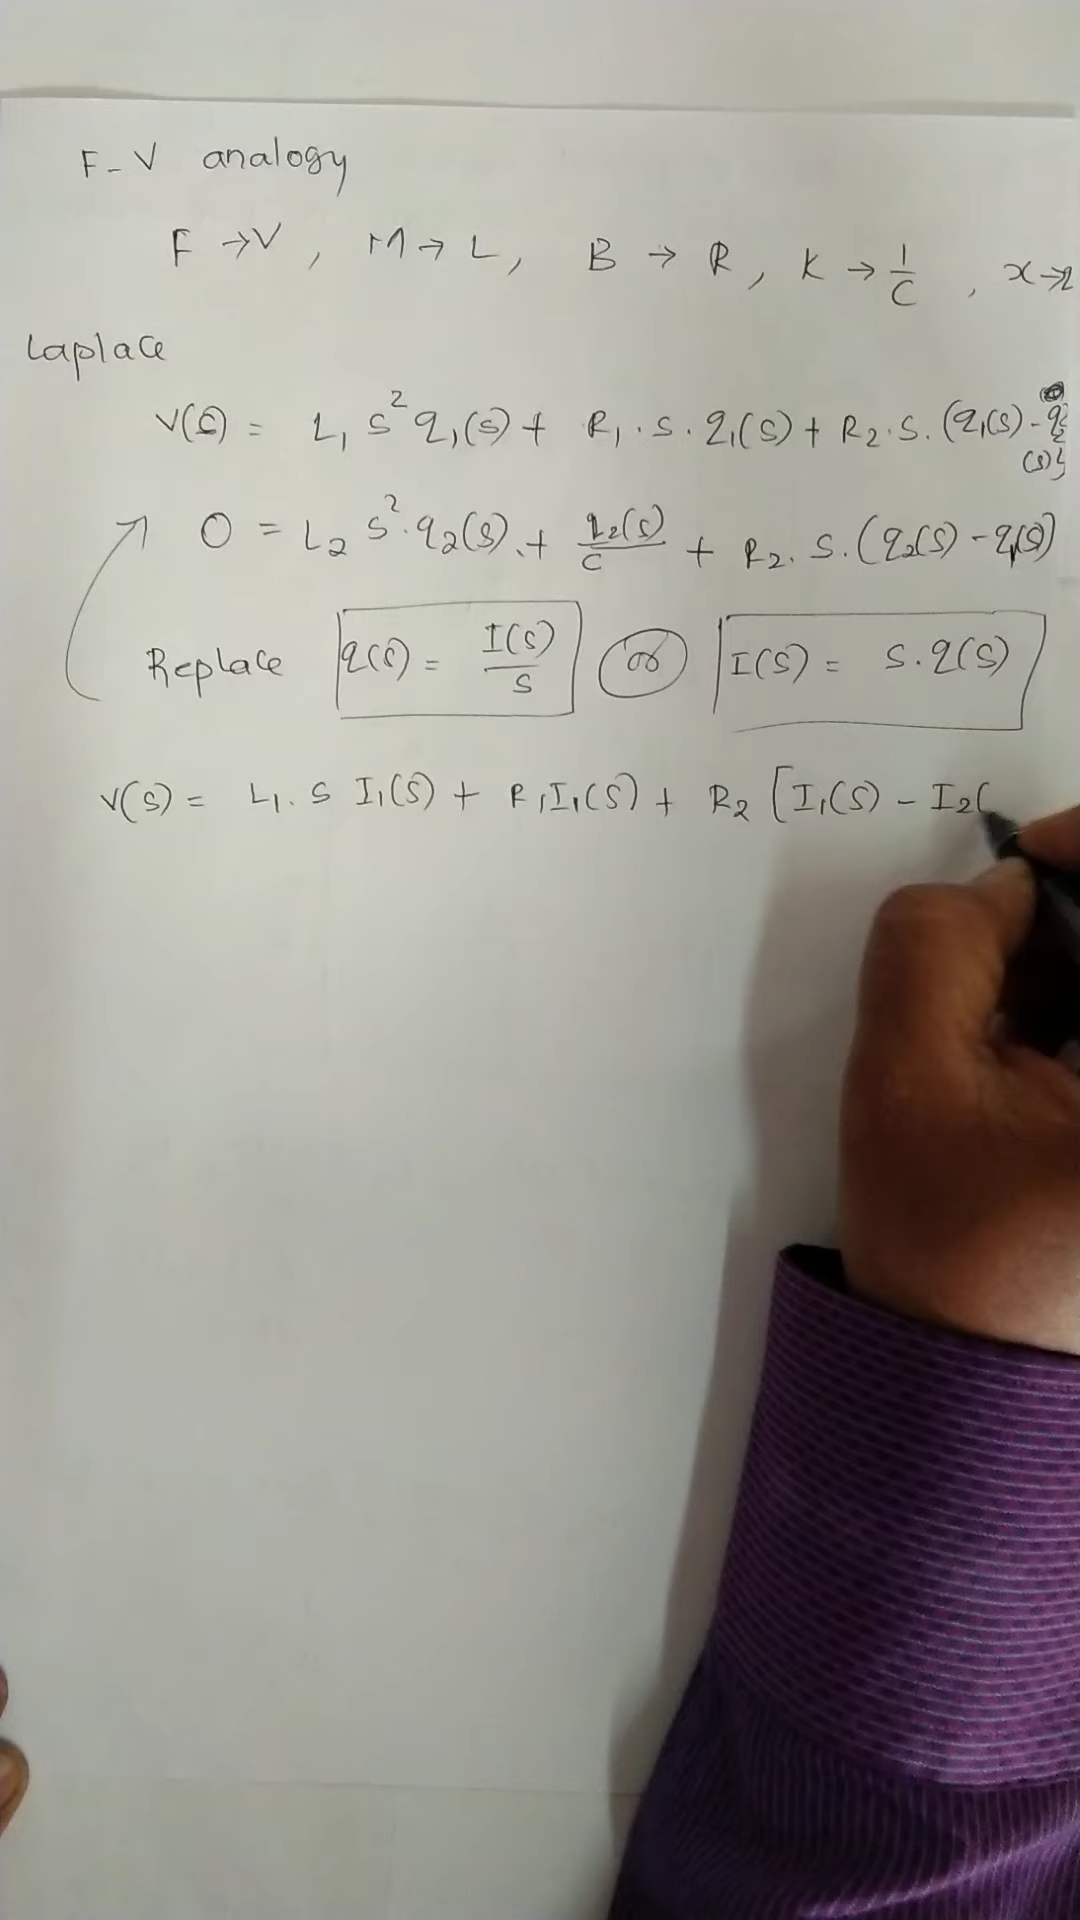 F-V analogy
F → V, M → L, B → R, K → 1/C, x → q
Laplace
V(s) = L₁ s² q₁(s) + R₁ . s . q₁(s) + R₂ . s . (q₁(s) - q₂(s)}
0 = L₂ s² . q₂(s) + q₂(s)/C + R₂ . s . (q₂(s) - q₁(s))
Replace q(s) = I(s)/s or I(s) = s . q(s)
V(s) = L₁ . s I₁(s) + R₁ I₁(s) + R₂ [I₁(s) - I₂(